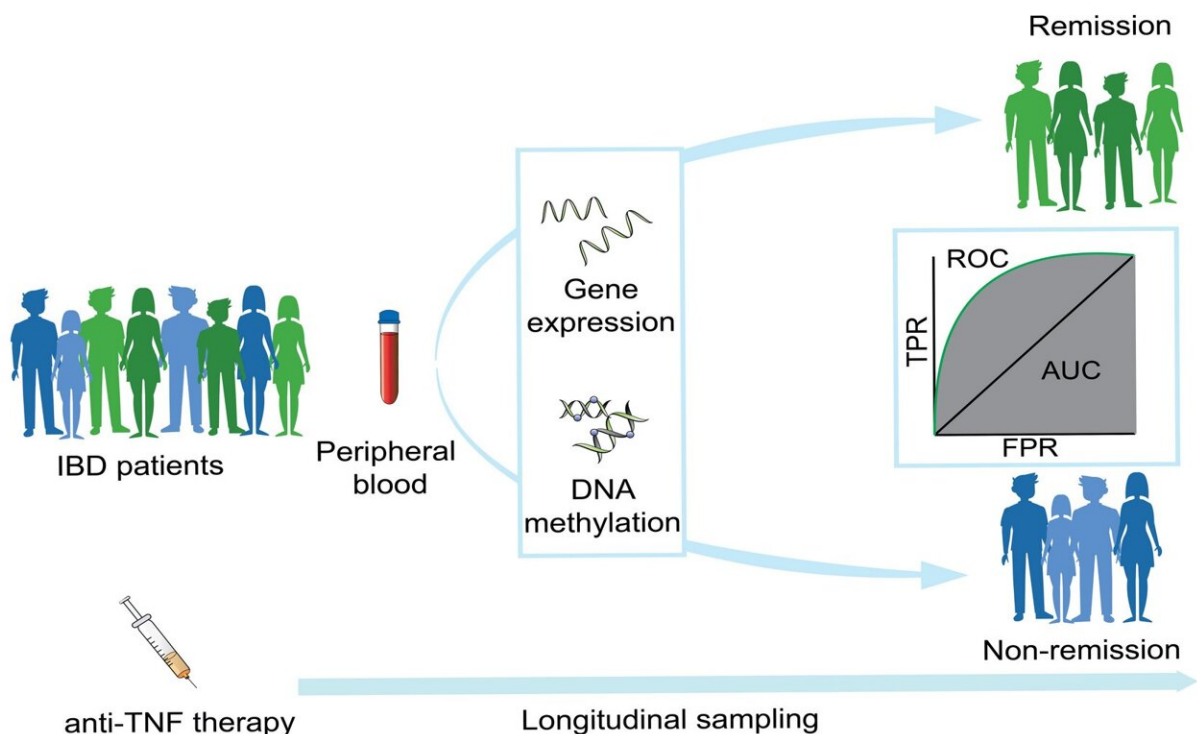 Remission
Gene
expression
ROC
TPR
AUC
FPR
IBD patients
Peripheral
blood
DNA
methylation
Non-remission
anti-TNF therapy
Longitudinal sampling